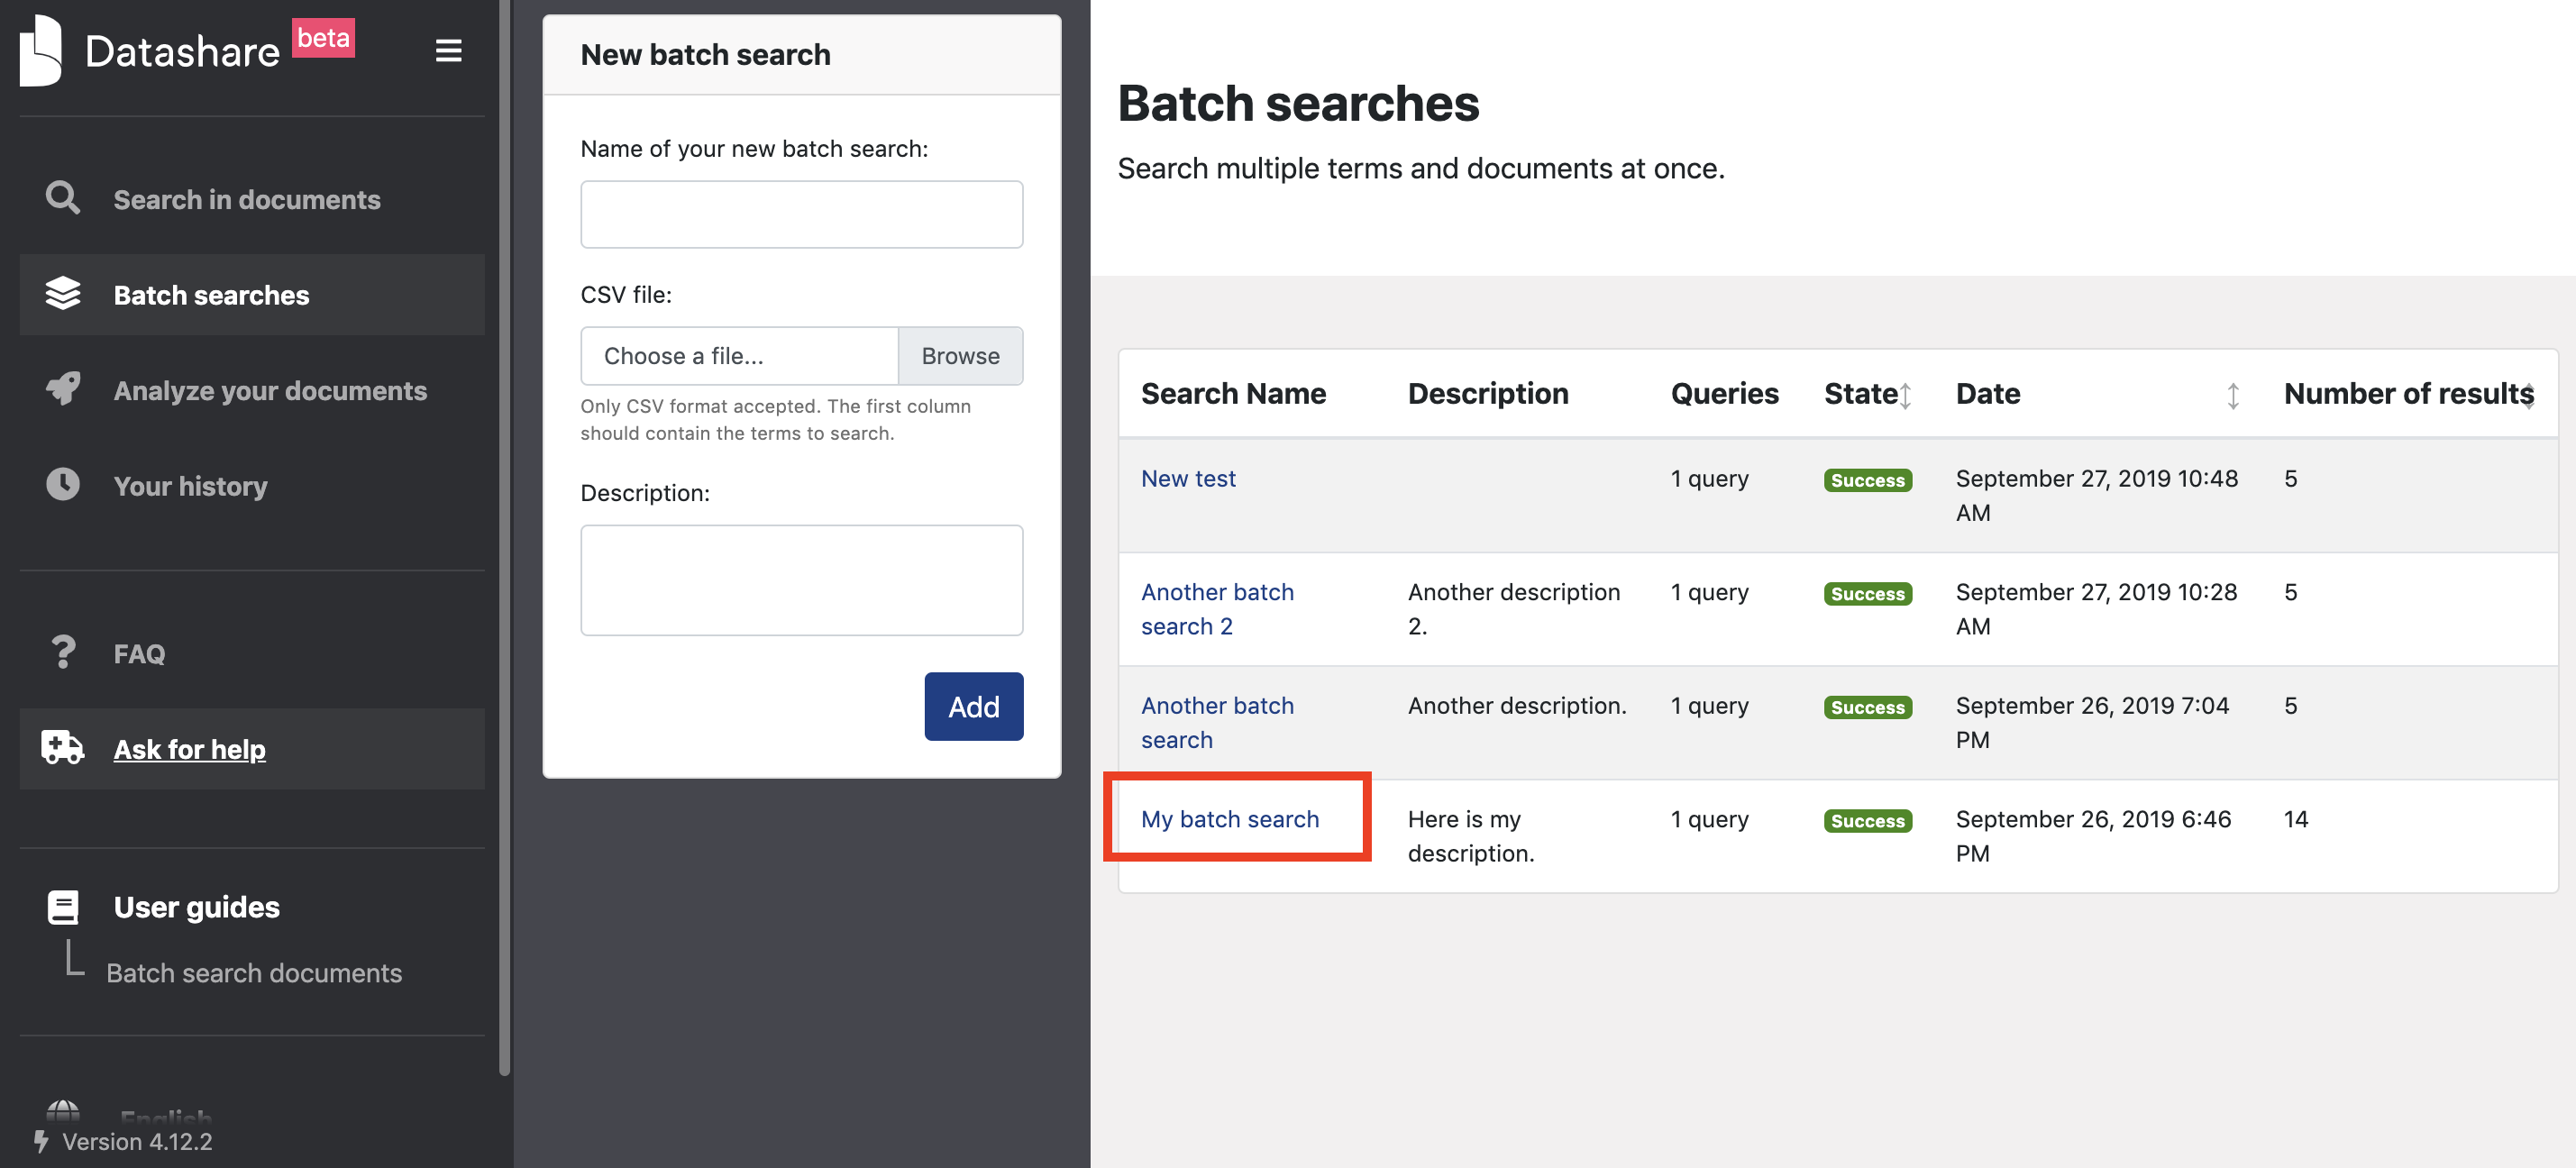 Datashare beta
Search in documents
Batch searches
Analyze your documents
Your history
FAQ
Ask for help
User guides
Batch search documents
English
Version 4.12.2
New batch search
Name of your new batch search:
CSV file:
Choose a file... Browse
Only CSV format accepted. The first column
should contain the terms to search.
Description:
Add
Batch searches
Search multiple terms and documents at once.
Search Name Description Queries State Date Number of results
New test 1 query Success September 27, 2019 10:48 5
AM
Another batch Another description 1 query Success September 27, 2019 10:28 5
search 2 2. AM
Another batch Another description. 1 query Success September 26, 2019 7:04 5
search PM
My batch search Here is my 1 query Success September 26, 2019 6:46 14
description. PM